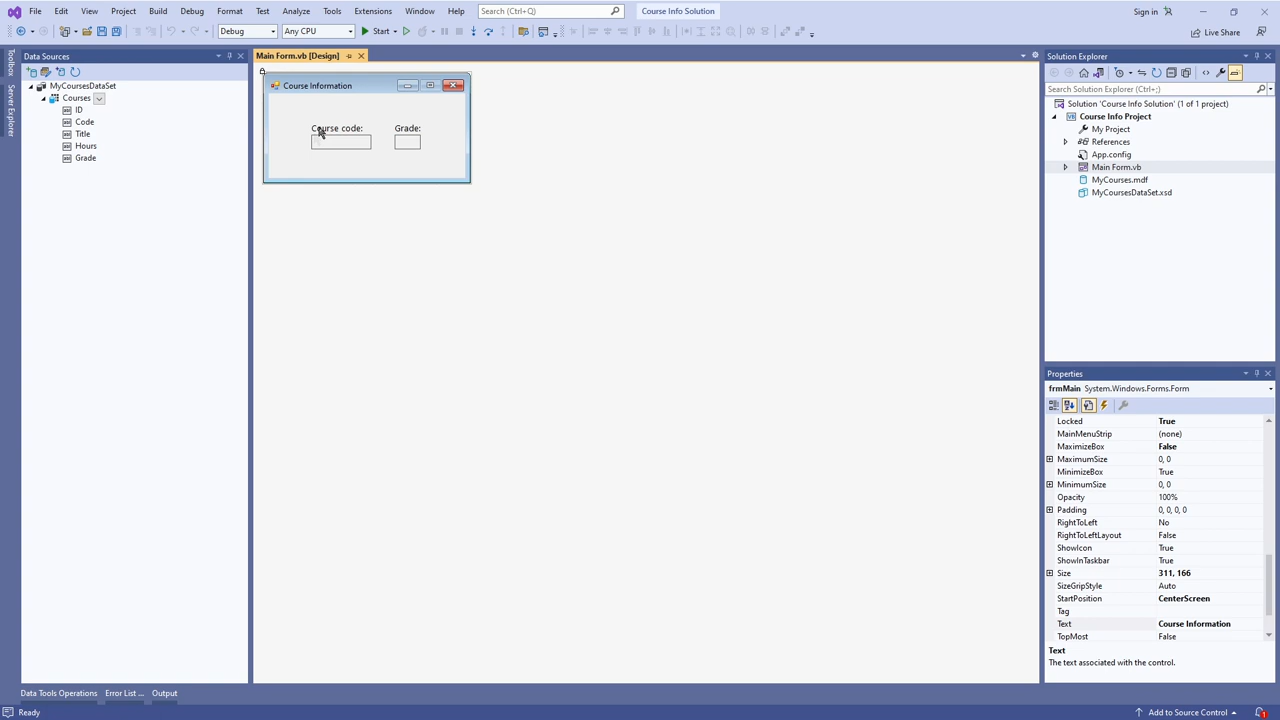 File Edit View Project Build Debug Format Test Analyze Tools Extensions Window Help Search (Ctrl+Q) Course Info Solution Sign in
Debug Any CPU Start Live Share
Toolbox
Server Explorer
Data Sources
MyCoursesDataSet
Courses
ID
Code
Title
Hours
Grade
Main Form.vb [Design]
Course Information
Course code: Grade:
Solution Explorer
Search Solution Explorer (Ctrl+;)
Solution 'Course Info Solution' (1 of 1 project)
Course Info Project
My Project
References
App.config
Main Form.vb
MyCourses.mdf
MyCoursesDataSet.xsd
Properties
frmMain System.Windows.Forms.Form
Locked True
MainMenuStrip (none)
MaximizeBox False
MaximumSize 0, 0
MinimizeBox True
MinimumSize 0, 0
Opacity 100%
Padding 0, 0, 0, 0
RightToLeft No
RightToLeftLayout False
ShowIcon True
ShowInTaskbar True
Size 311, 166
SizeGripStyle Auto
StartPosition CenterScreen
Tag
Text Course Information
TopMost False
Text
The text associated with the control.
Data Tools Operations Error List ... Output
Ready Add to Source Control 1